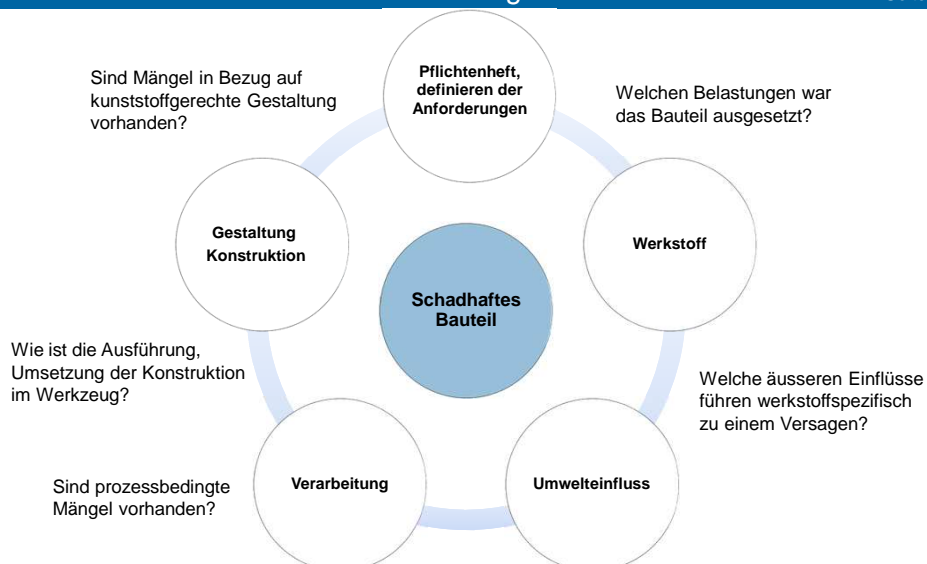 Pflichtenheft,
definieren der
Anforderungen
Sind Mängel in Bezug auf
kunststoffgerechte Gestaltung
vorhanden?
Welchen Belastungen war
das Bauteil ausgesetzt?
Gestaltung
Konstruktion
Werkstoff
Schadhaftes
Bauteil
Wie ist die Ausführung,
Umsetzung der Konstruktion
im Werkzeug?
Welche äusseren Einflüsse
führen werkstoffspezifisch
zu einem Versagen?
Verarbeitung
Umwelteinfluss
Sind prozessbedingte
Mängel vorhanden?